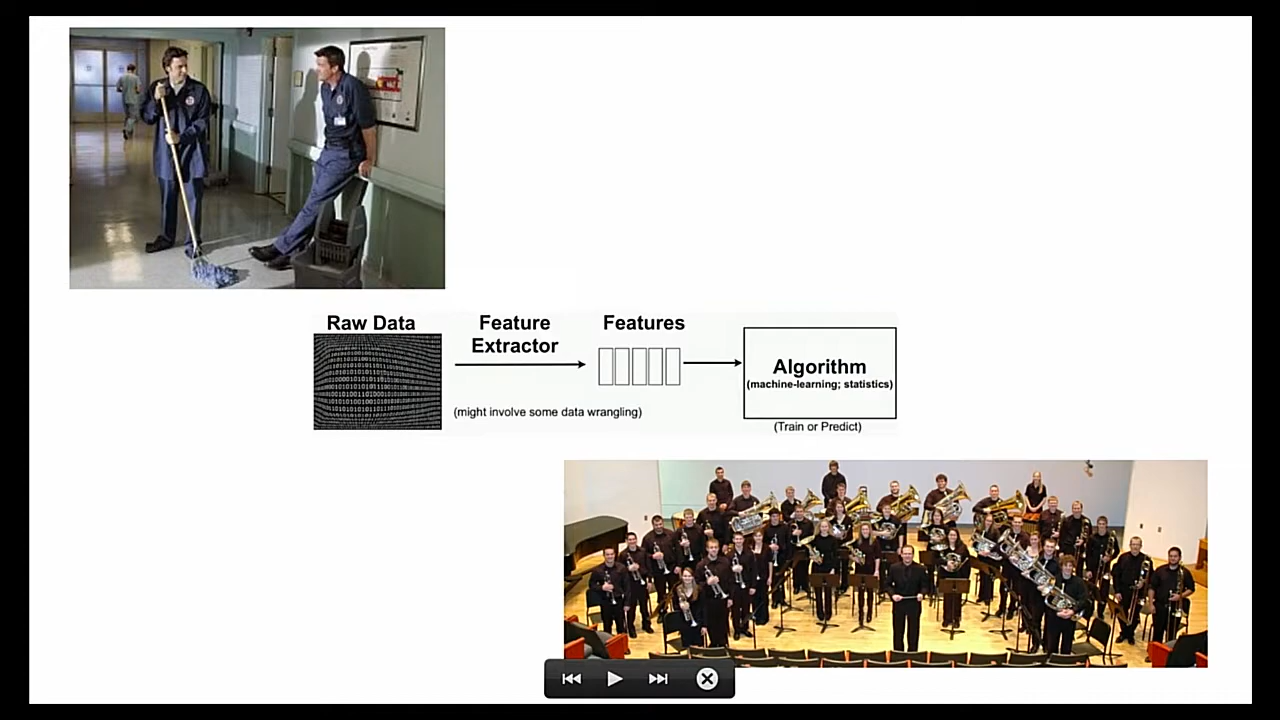 Raw Data
Feature
Extractor
Features
Algorithm
(machine-learning; statistics)
(might involve some data wrangling)
(Train or Predict)